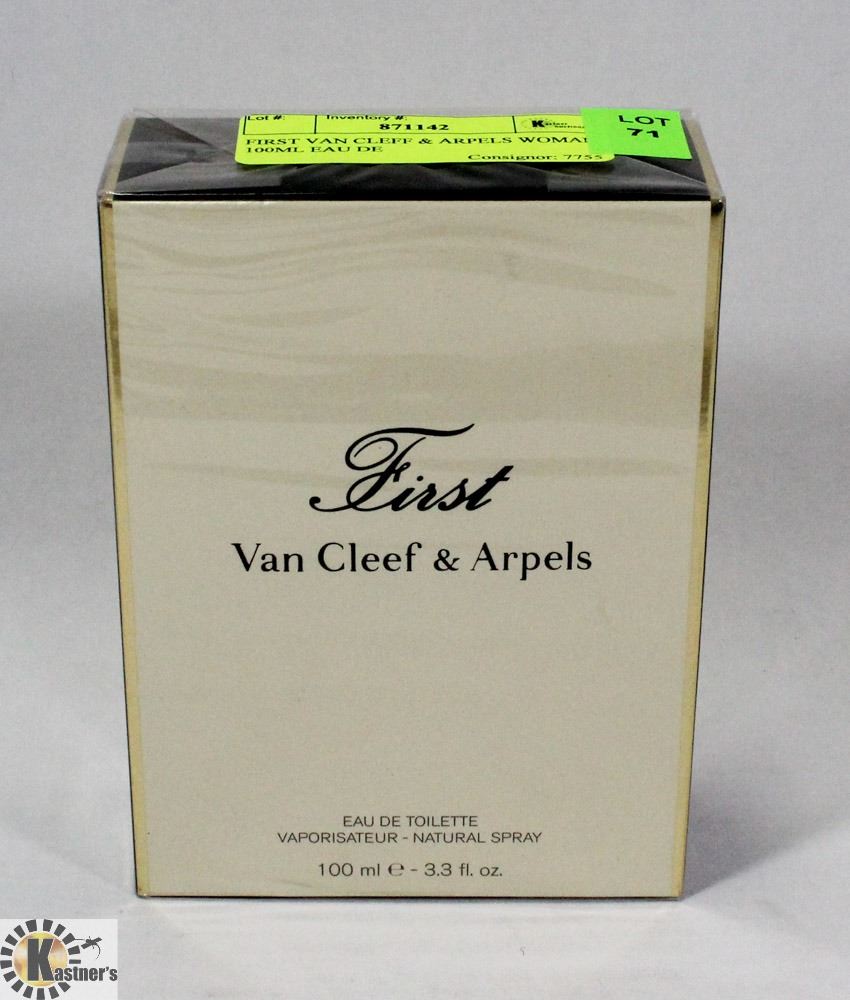 Lot #: Inventory #:
871142
LOT
71
FIRST VAN CLEFF & ARPELS WOMAN
100ML EAU DE
Consignor: 7755
First
Van Cleef & Arpels
EAU DE TOILETTE
VAPORISATEUR - NATURAL SPRAY
100 ml ℮ - 3.3 fl. oz.
KASTNER'S